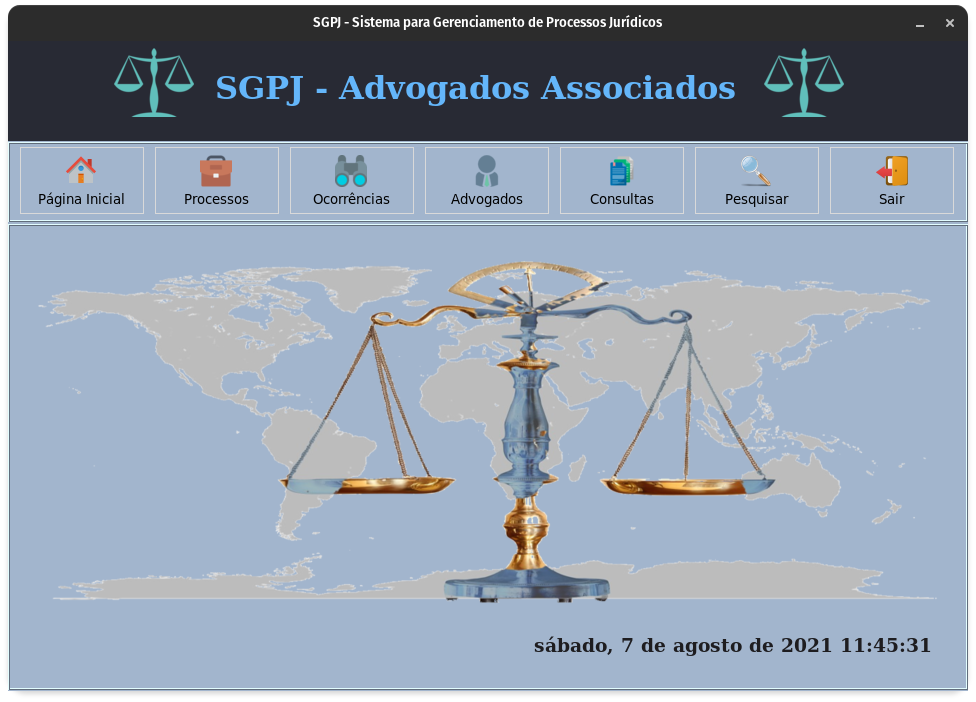 SGPJ - Sistema para Gerenciamento de Processos Jurídicos
SGPJ - Advogados Associados
Página Inicial
Processos
Ocorrências
Advogados
Consultas
Pesquisar
Sair
sábado, 7 de agosto de 2021 11:45:31